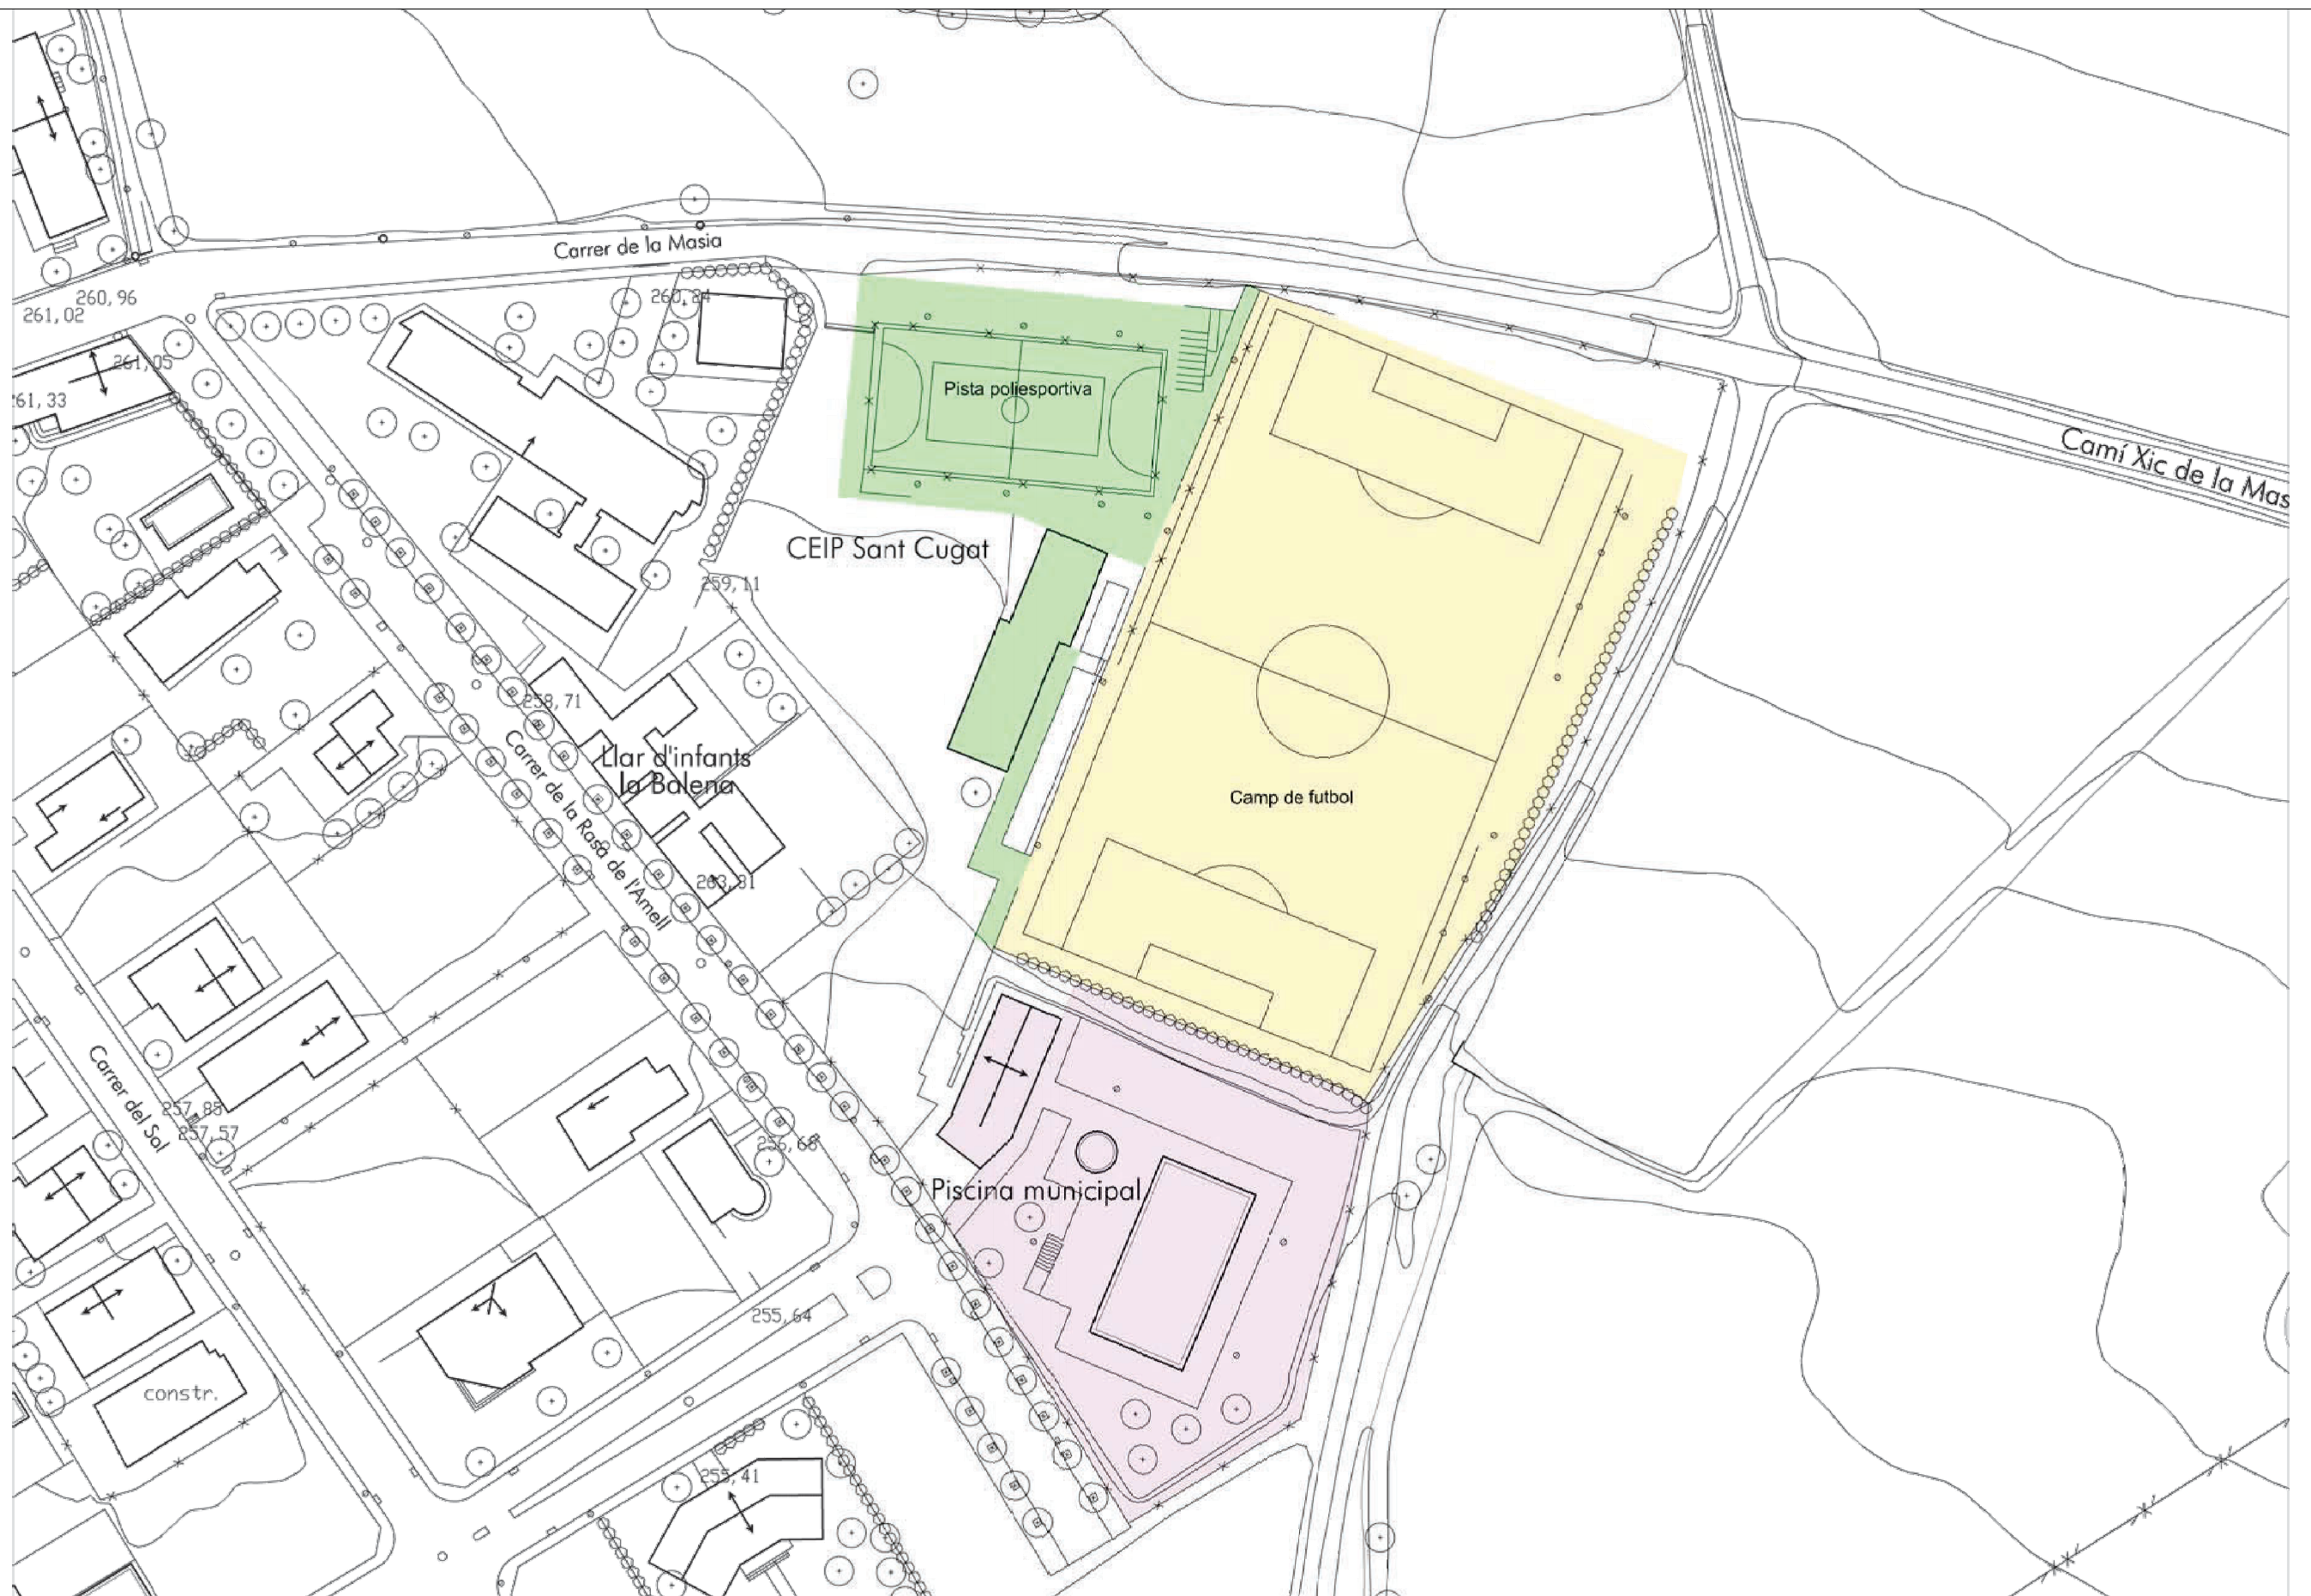 Carrer de la Masia
260,96
260,24
261,02
261,05
Pista poliesportiva
61,33
Camí Xic de la Mas
CEIP Sant Cugat
259,11
258,71
Llar d'infants
la Balena
Camp de futbol
Carrer de la Rasa de l'Amell
263,31
Carrer del Sol
257,85
257,57
256,68
Piscina municipal
255,64
constr.
255,41